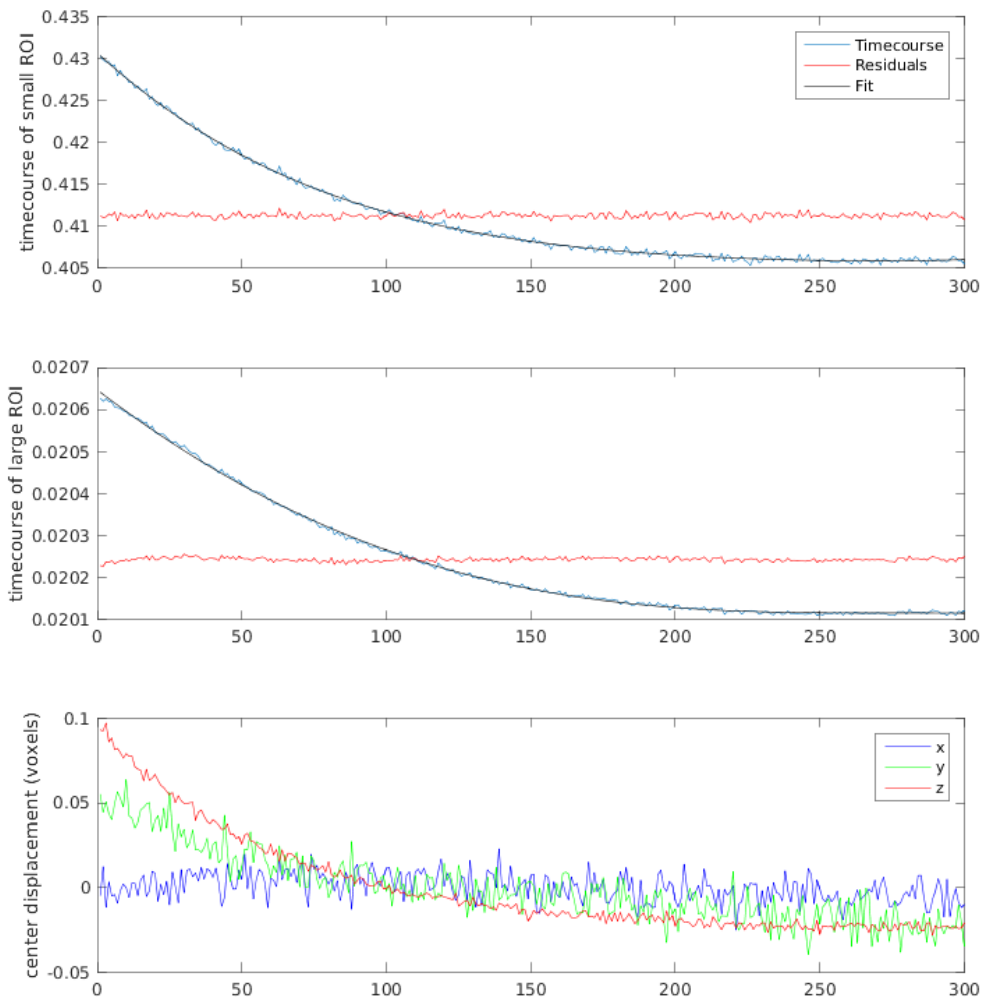 timecourse of small ROI
0.435
0.43
0.425
0.42
0.415
0.41
0.405
0 50 100 150 200 250 300
Timecourse
Residuals
Fit
timecourse of large ROI
0.0207
0.0206
0.0205
0.0204
0.0203
0.0202
0.0201
0 50 100 150 200 250 300
center displacement (voxels)
0.1
0.05
0
-0.05
0 50 100 150 200 250 300
x
y
z